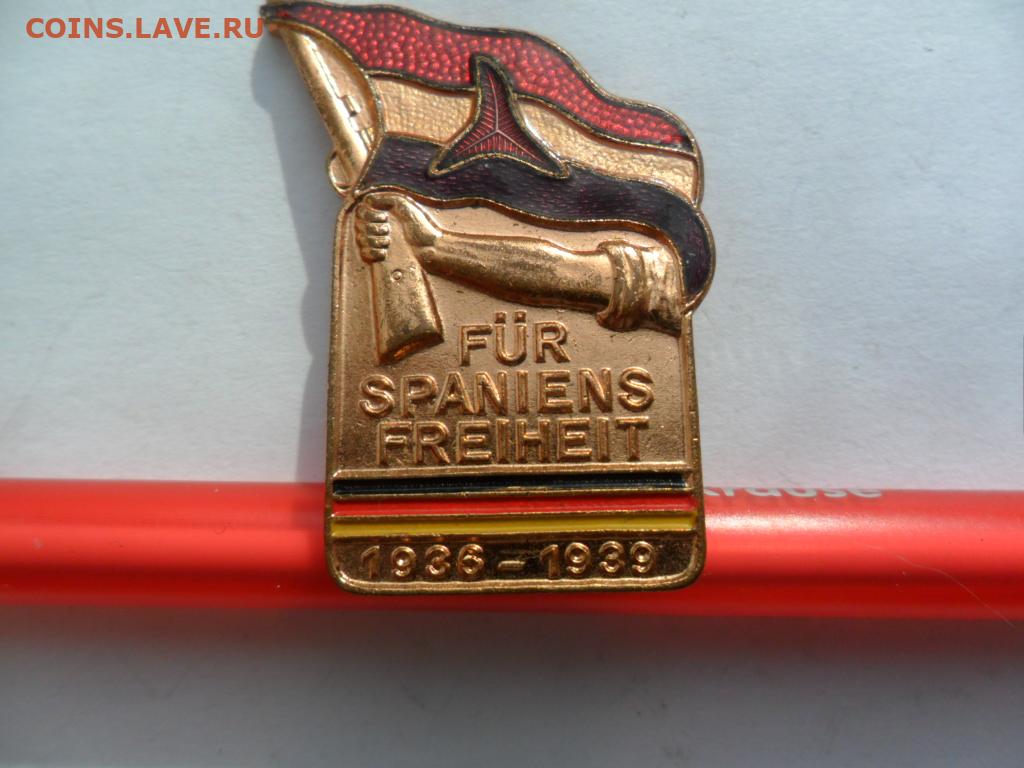 COINS.LAVE.RU
FÜR
SPANIENS
FREIHEIT
1936-1939